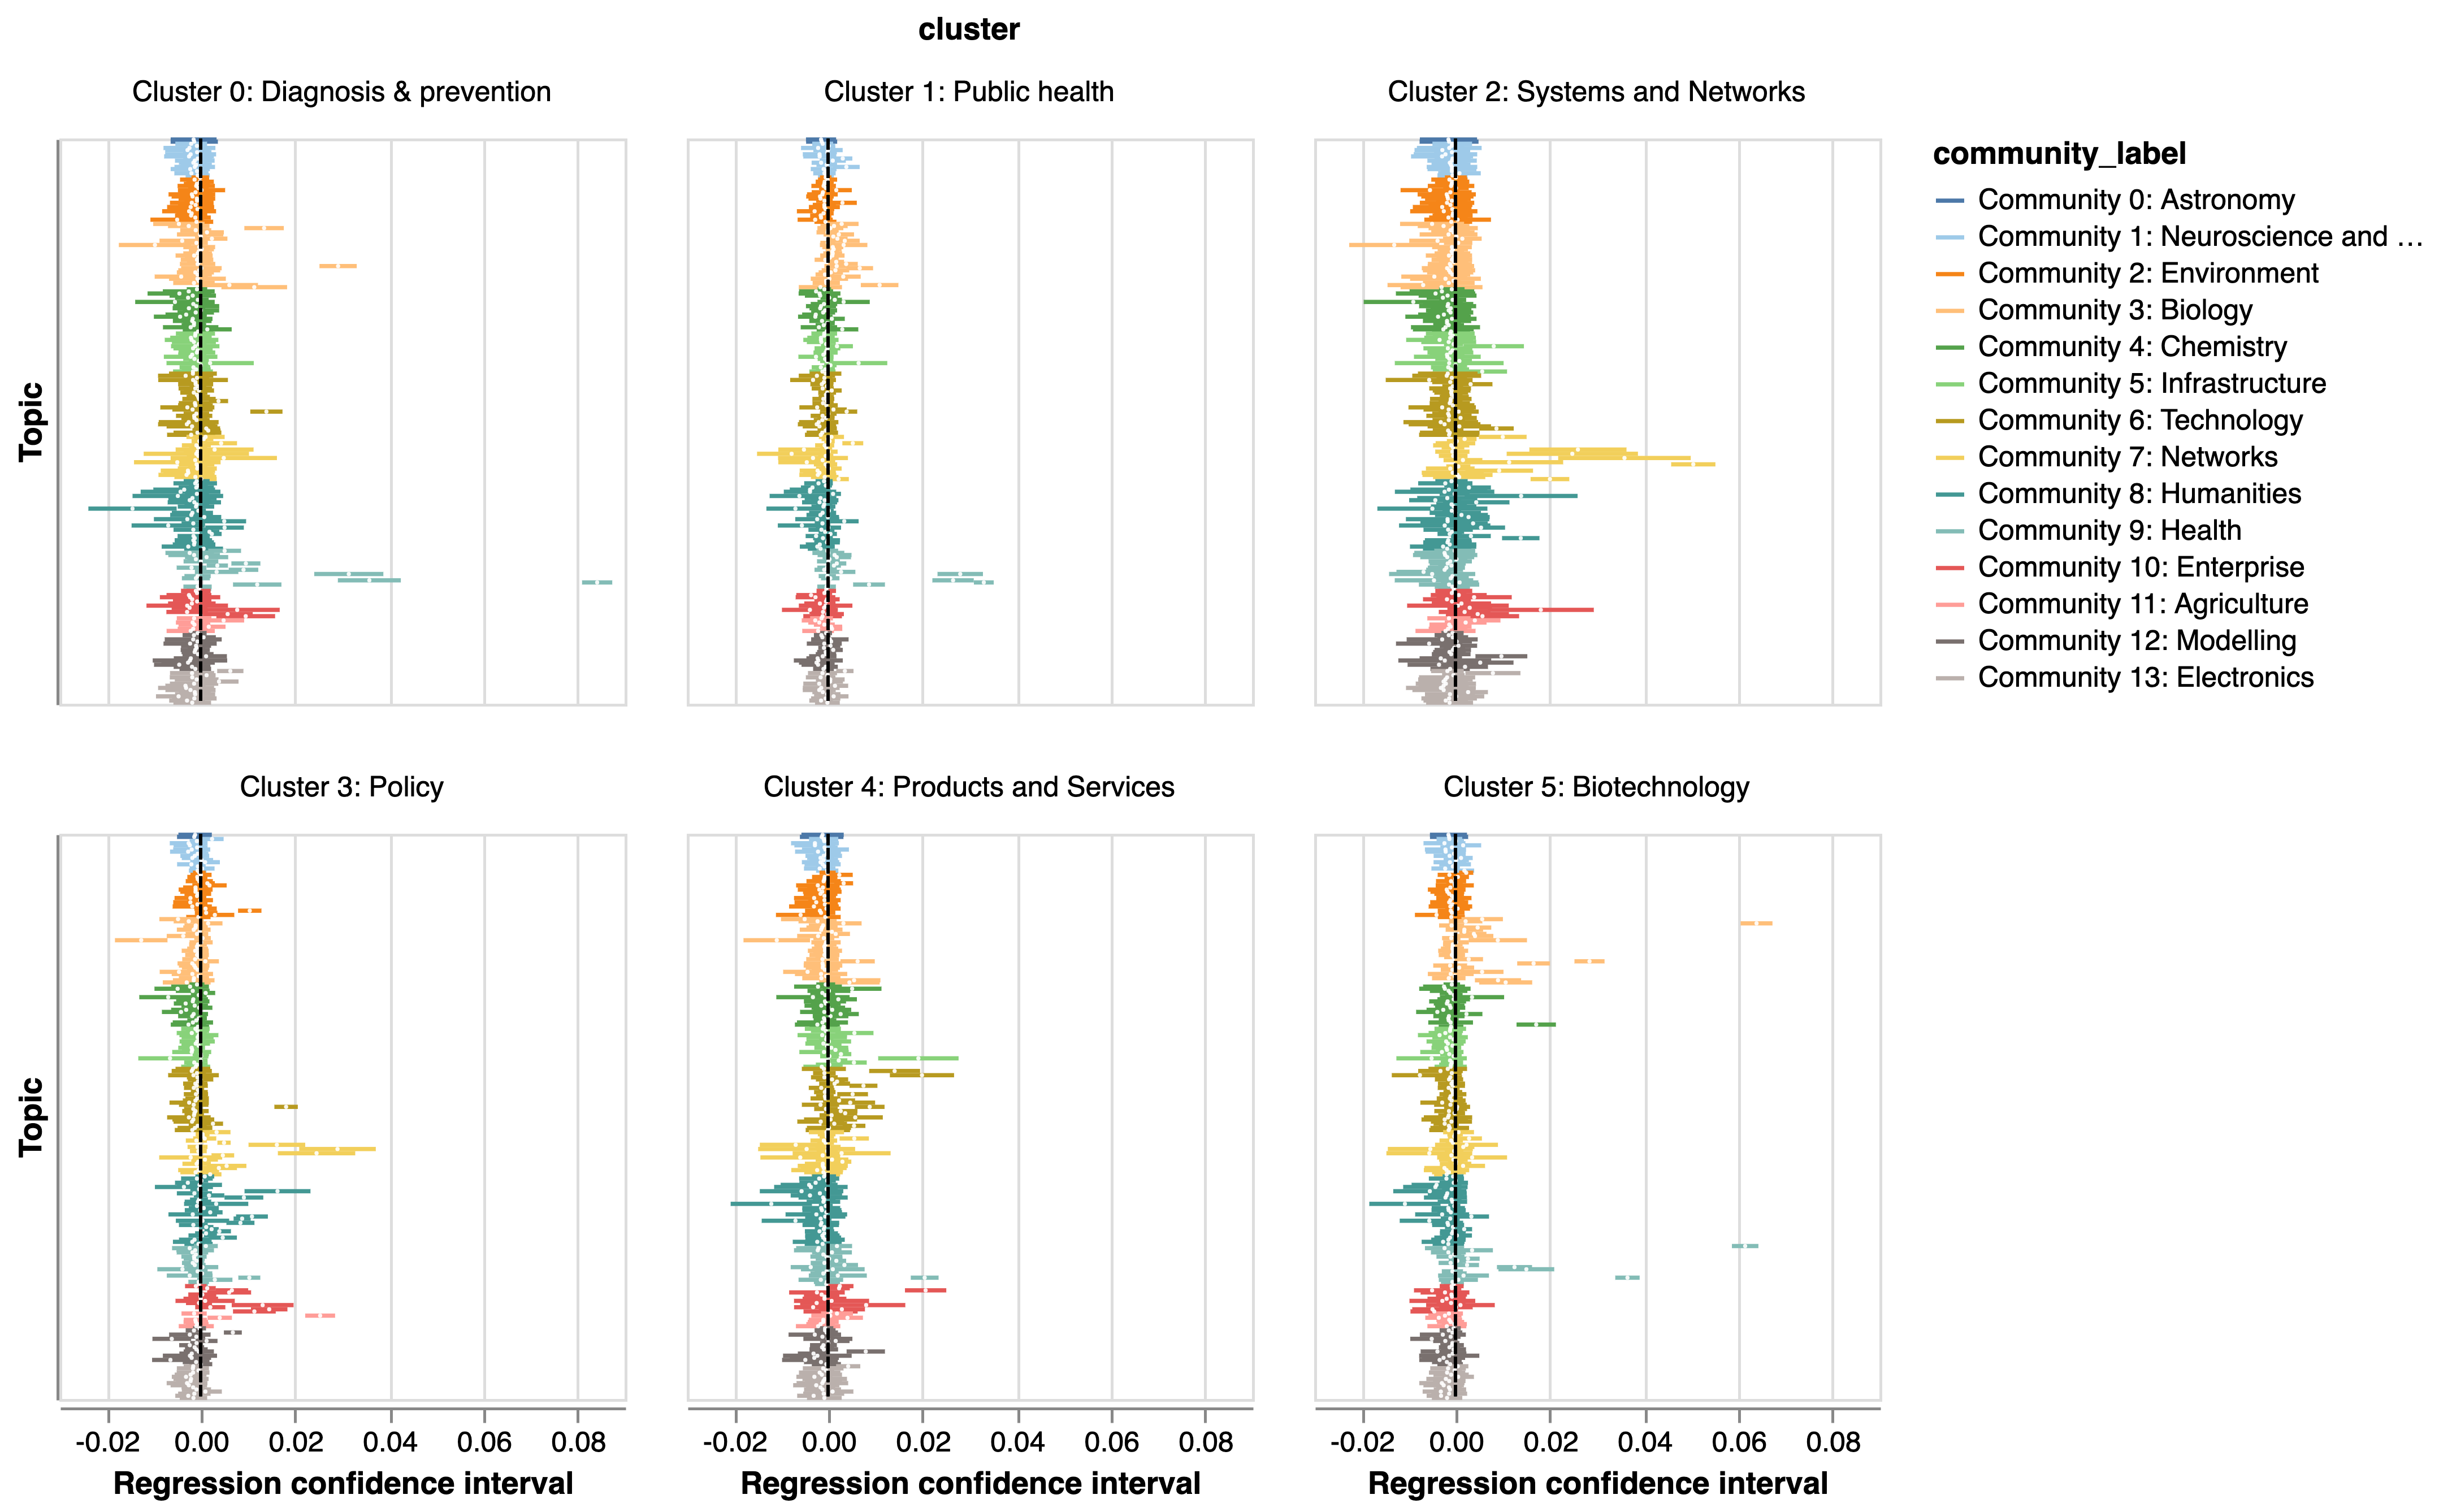 cluster
Cluster 0: Diagnosis & prevention
Cluster 1: Public health
Cluster 2: Systems and Networks
community_label
Community 0: Astronomy
Community 1: Neuroscience and …
Community 2: Environment
Community 3: Biology
Community 4: Chemistry
Community 5: Infrastructure
Community 6: Technology
Community 7: Networks
Community 8: Humanities
Community 9: Health
Community 10: Enterprise
Community 11: Agriculture
Community 12: Modelling
Community 13: Electronics
Topic
Cluster 3: Policy
Cluster 4: Products and Services
Cluster 5: Biotechnology
Topic
-0.02 0.00 0.02 0.04 0.06 0.08
-0.02 0.00 0.02 0.04 0.06 0.08
-0.02 0.00 0.02 0.04 0.06 0.08
Regression confidence interval
Regression confidence interval
Regression confidence interval